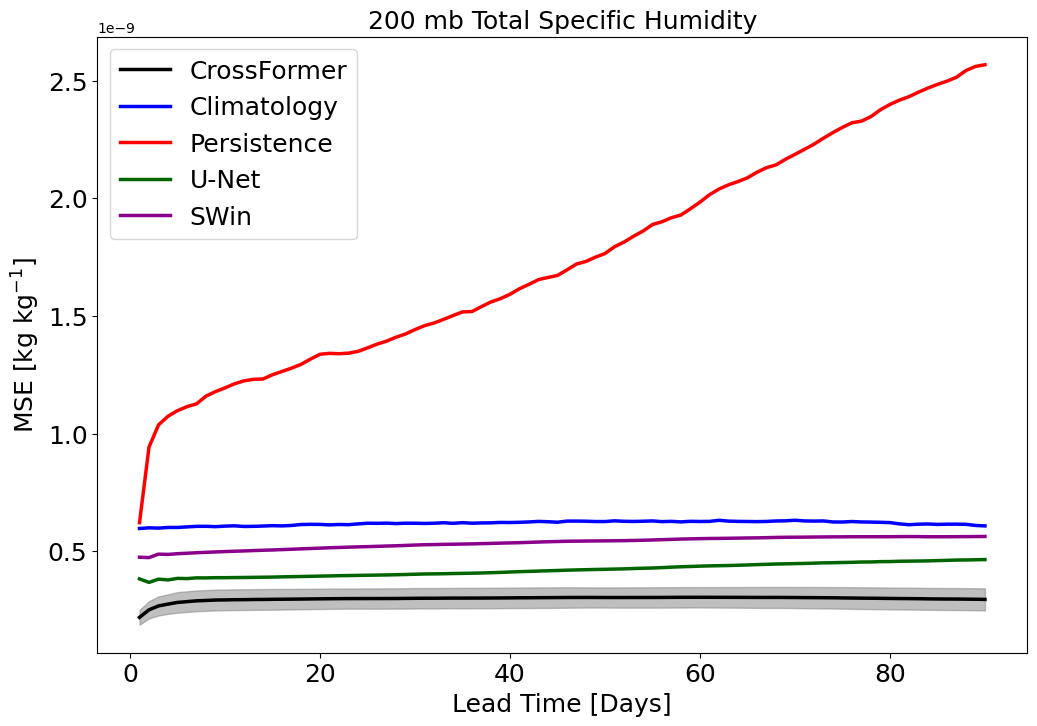 200 mb Total Specific Humidity
1e−9
CrossFormer
Climatology
Persistence
U-Net
SWin
2.5
2.0
1.5
1.0
0.5
MSE [kg kg⁻¹]
0 20 40 60 80
Lead Time [Days]